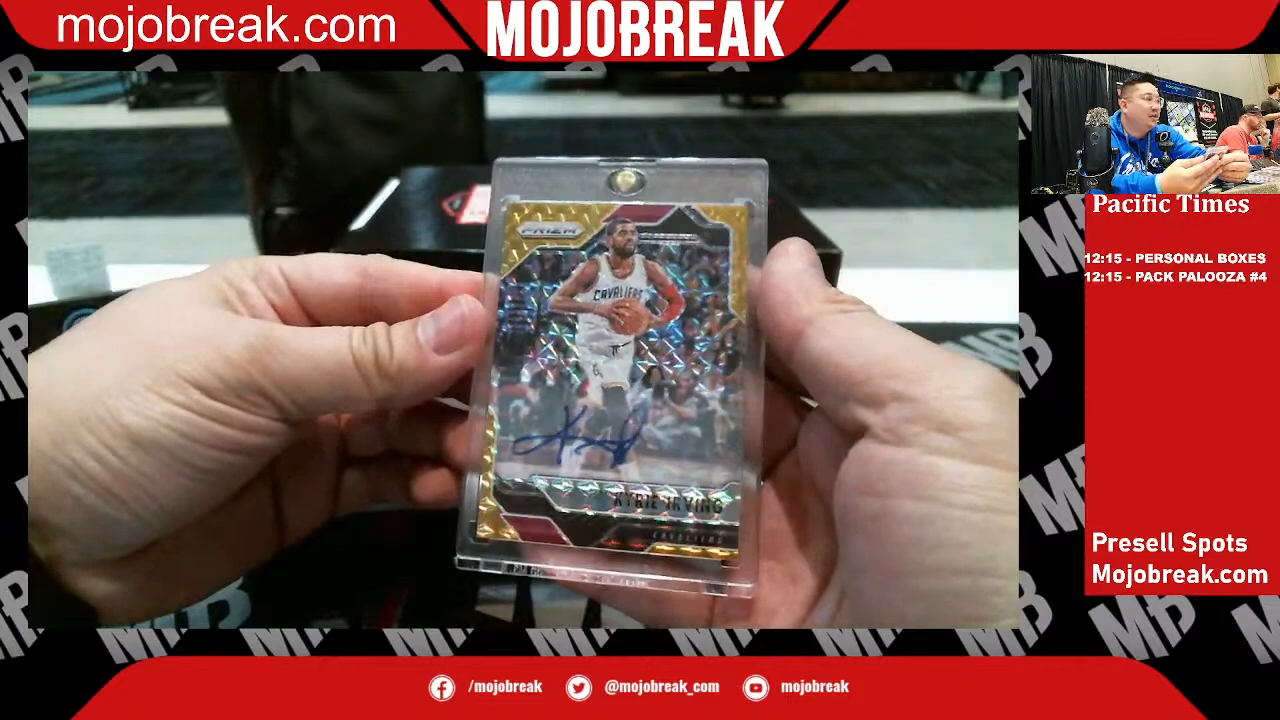 mojobreak.com
MOJOBREAK
PRIZM
CAVALIERS
KYRIE IRVING
CAVALIERS
Pacific Times
12:15 - PERSONAL BOXES
12:15 - PACK PALOOZA #4
Presell Spots
Mojobreak.com
/mojobreak
@mojobreak_com
mojobreak